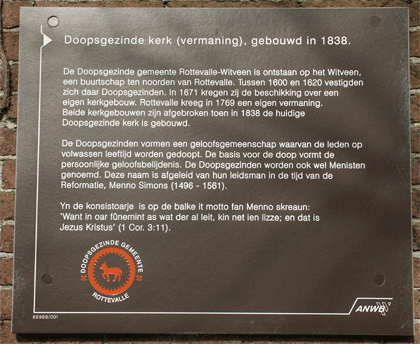 Doopsgezinde kerk (vermaning), gebouwd in 1838.
De Doopsgezinde gemeente Rottevalle-Witveen is ontstaan op het Witveen,
een buurtschap ten noorden van Rottevalle. Tussen 1600 en 1620 vestigden
zich daar Doopsgezinden. In 1671 kregen zij de beschikking over een
eigen kerkgebouw. Rottevalle kreeg in 1769 een eigen vermaning.
Beide kerkgebouwen zijn afgebroken toen in 1838 de huidige
Doopsgezinde kerk is gebouwd.
De Doopsgezinden vormen een geloofsgemeenschap waarvan de leden op
volwassen leeftijd worden gedoopt. De basis voor de doop vormt de
persoonlijke geloofsbelijdenis. De Doopsgezinden worden ook wel Menisten
genoemd. Deze naam is afgeleid van hun leidsman in de tijd van de
Reformatie, Menno Simons (1496 - 1561).
Yn de konsistoarje is op de balke it motto fan Menno skreaun:
'Want in oar fûnemint as wat der al leit, kin net ien lizze; en dat is
Jezus Kristus' (1 Cor. 3:11).
DOOPSGEZINDE GEMEENTE
ROTTEVALLE
66988/001
ANWB